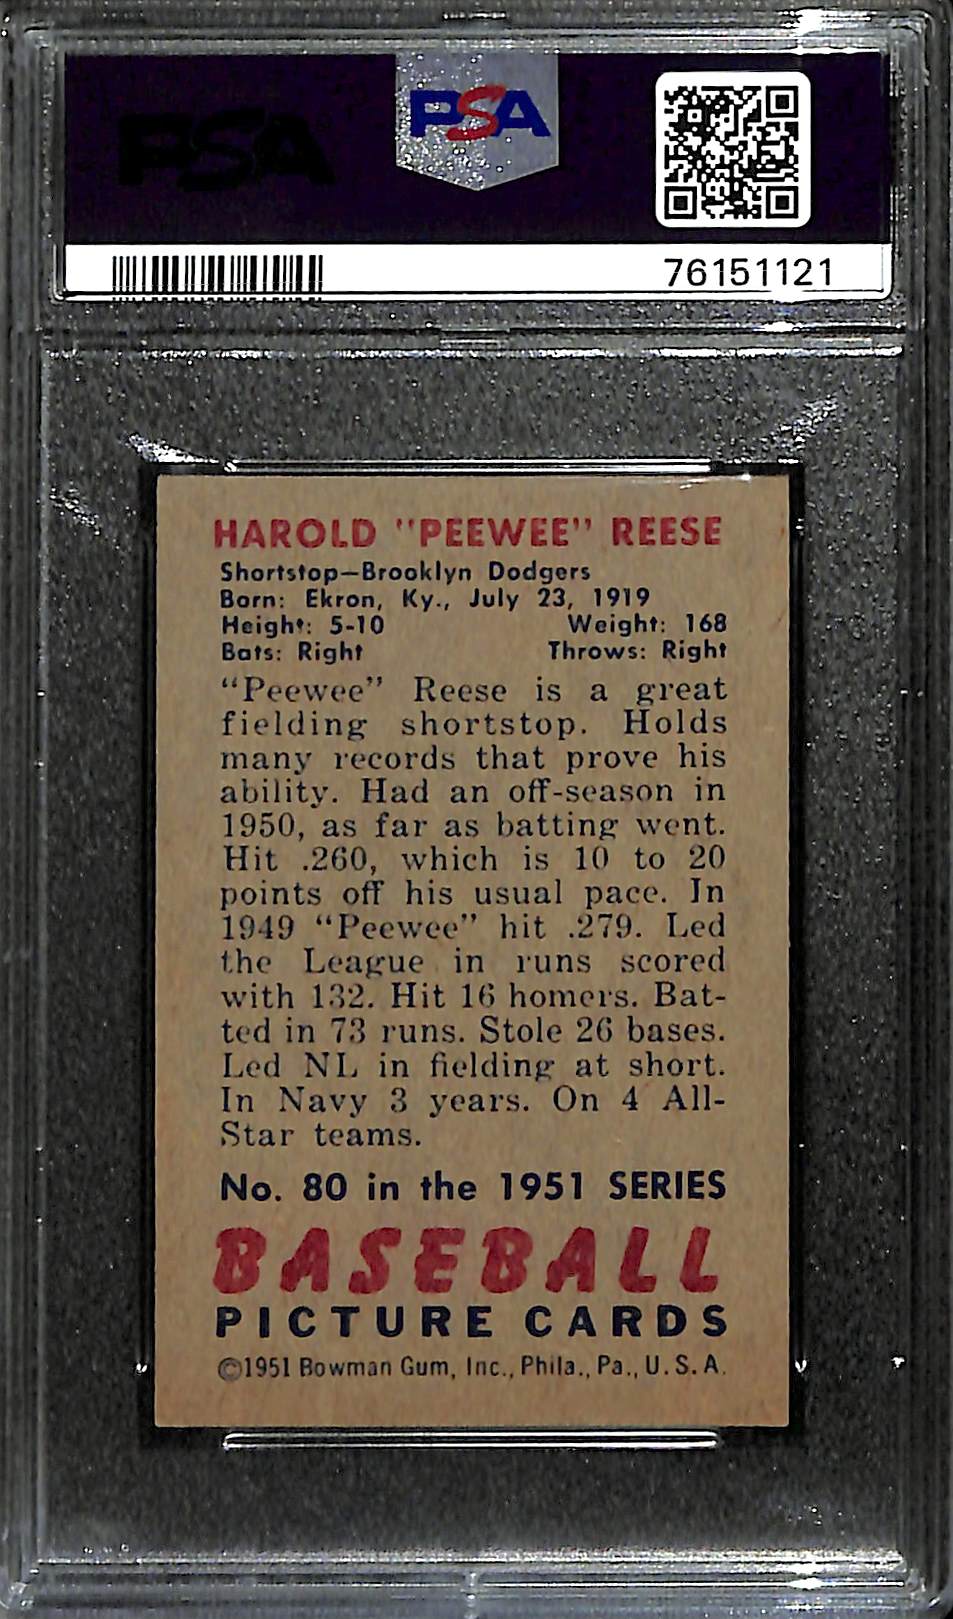 PSA
PSA
76151121
HAROLD "PEEWEE" REESE
Shortstop—Brooklyn Dodgers
Born: Ekron, Ky., July 23, 1919
Height: 5-10 Weight: 168
Bats: Right Throws: Right
“Peewee” Reese is a great
fielding shortstop. Holds
many records that prove his
ability. Had an off-season in
1950, as far as batting went.
Hit .260, which is 10 to 20
points off his usual pace. In
1949 “Peewee” hit .279. Led
the League in runs scored
with 132. Hit 16 homers. Bat-
ted in 73 runs. Stole 26 bases.
Led NL in fielding at short.
In Navy 3 years. On 4 All-
Star teams.
No. 80 in the 1951 SERIES
BASEBALL
PICTURE CARDS
©1951 Bowman Gum, Inc., Phila., Pa., U.S.A.